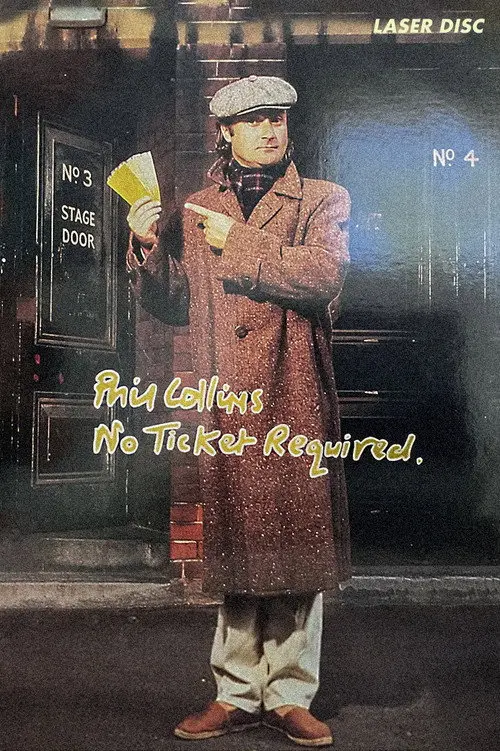 LASER DISC
Nº 4
Nº 3
STAGE
DOOR
Phil Collins
No Ticket Required.